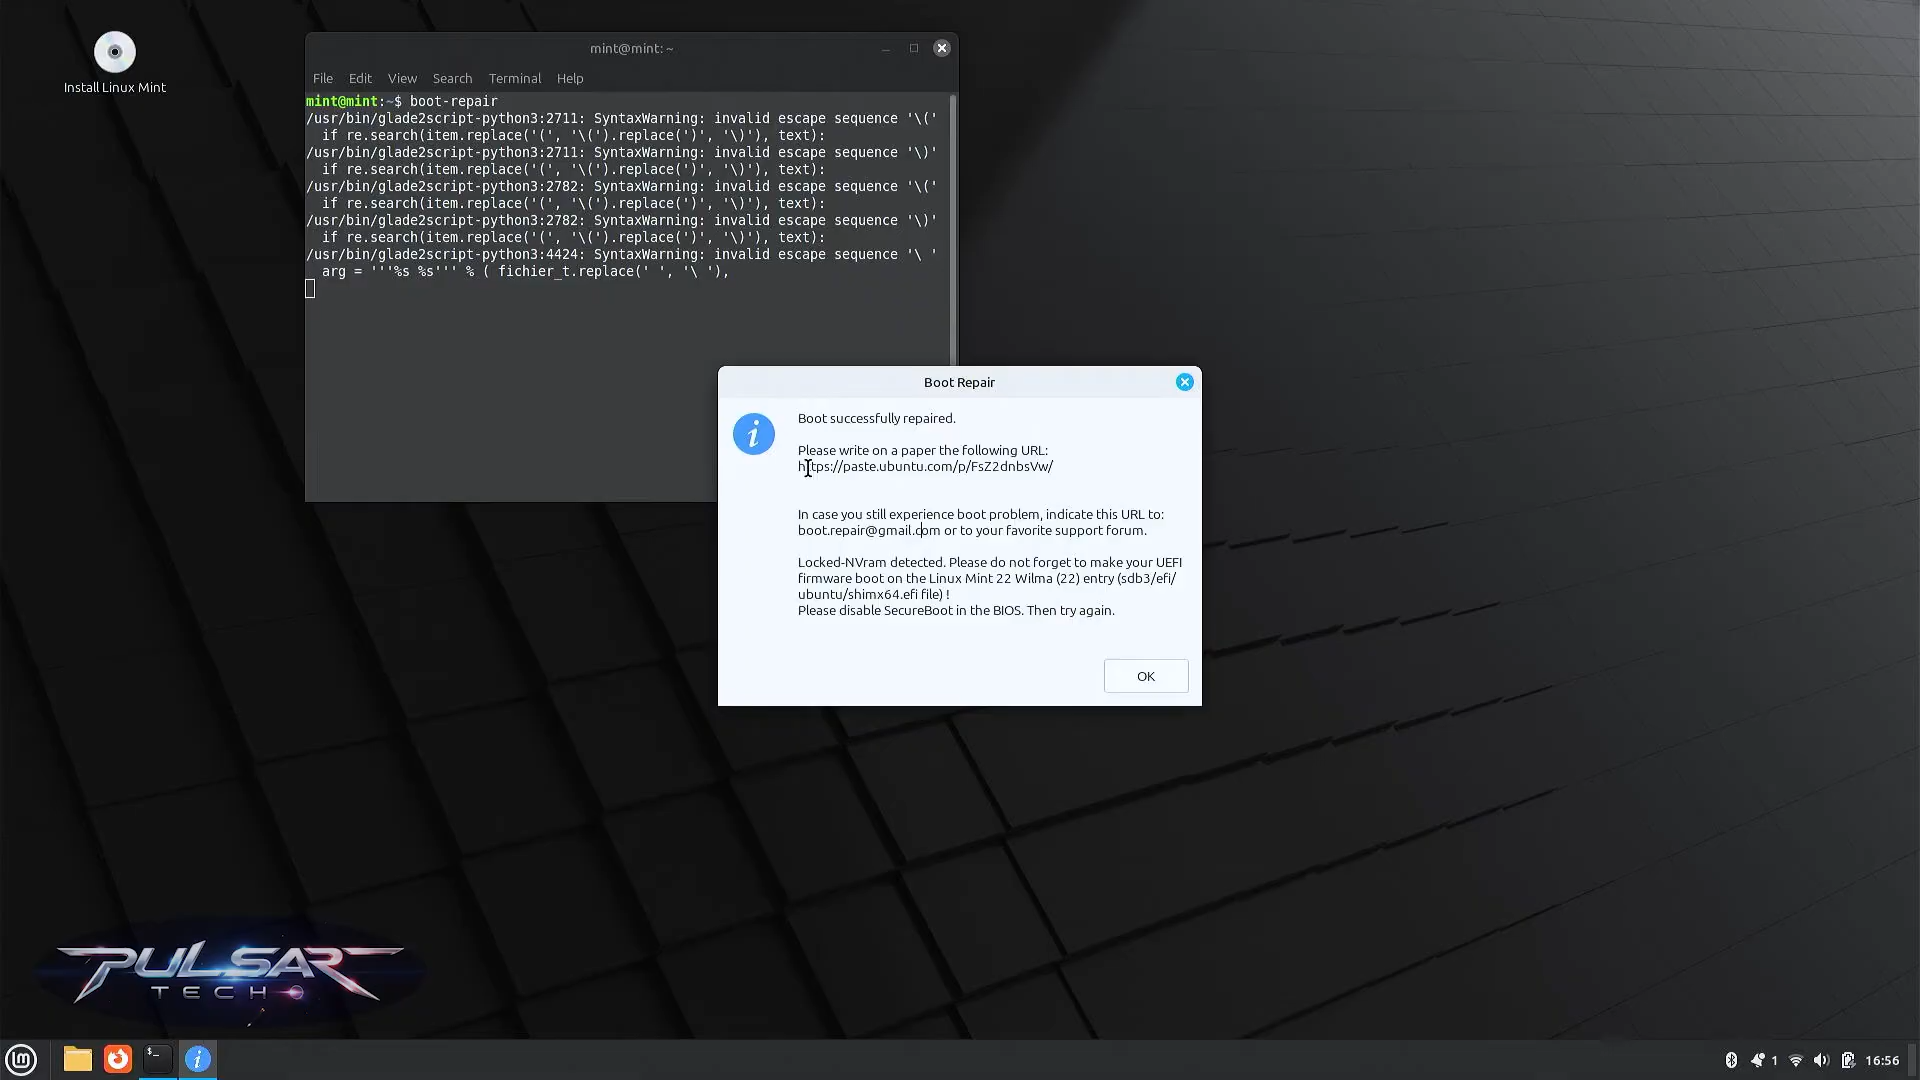 Install Linux Mint
mint@mint: ~
File Edit View Search Terminal Help
mint@mint:~$ boot-repair
/usr/bin/glade2script-python3:2711: SyntaxWarning: invalid escape sequence '\('
if re.search(item.replace('(', '\(').replace(')', '\)'), text):
/usr/bin/glade2script-python3:2711: SyntaxWarning: invalid escape sequence '\)'
if re.search(item.replace('(', '\(').replace(')', '\)'), text):
/usr/bin/glade2script-python3:2782: SyntaxWarning: invalid escape sequence '\('
if re.search(item.replace('(', '\(').replace(')', '\)'), text):
/usr/bin/glade2script-python3:2782: SyntaxWarning: invalid escape sequence '\)'
if re.search(item.replace('(', '\(').replace(')', '\)'), text):
/usr/bin/glade2script-python3:4424: SyntaxWarning: invalid escape sequence '\ '
arg = '''%s %s''' % ( fichier_t.replace(' ', '\ '),
Boot Repair
Boot successfully repaired.
Please write on a paper the following URL:
https://paste.ubuntu.com/p/FsZ2dnbsVw/
In case you still experience boot problem, indicate this URL to:
boot.repair@gmail.com or to your favorite support forum.
Locked-NVram detected. Please do not forget to make your UEFI
firmware boot on the Linux Mint 22 Wilma (22) entry (sdb3/efi/
ubuntu/shimx64.efi file) !
Please disable SecureBoot in the BIOS. Then try again.
OK
PULSAR
TECH
1 16:56